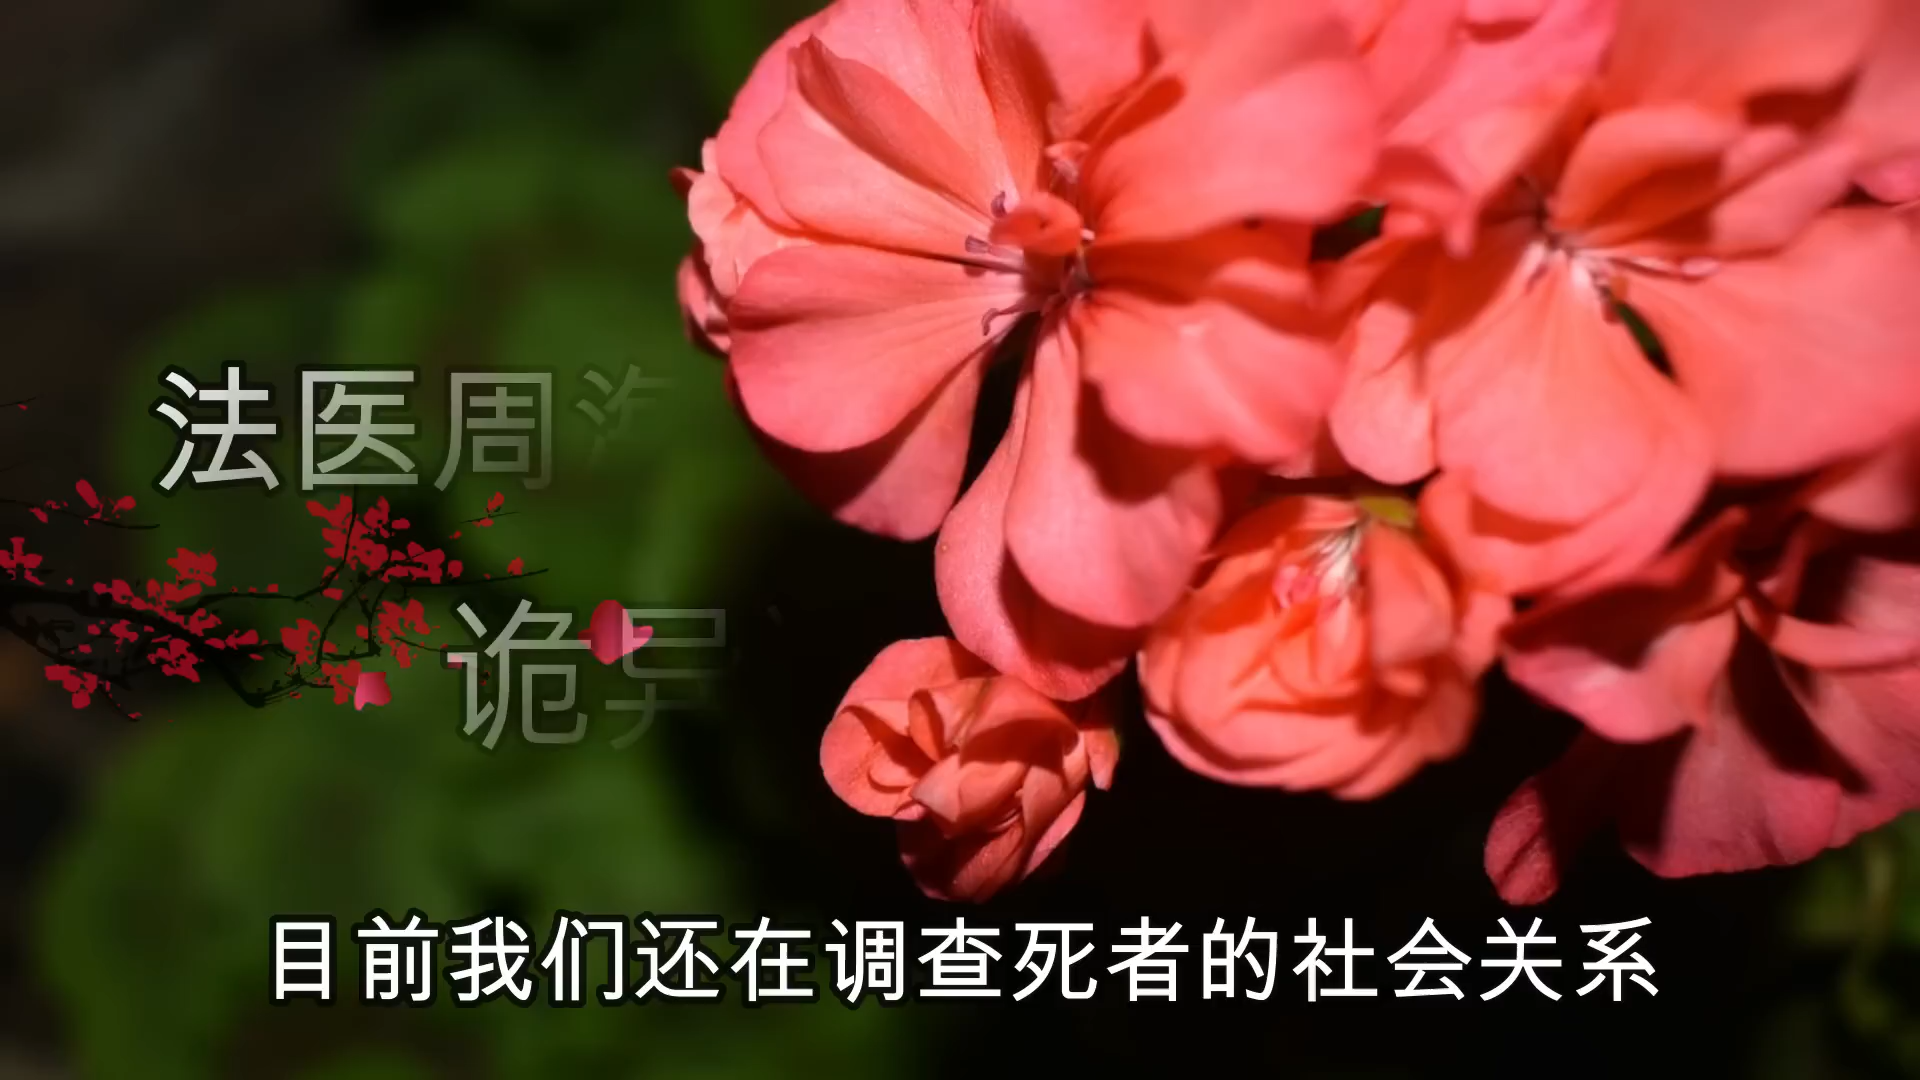 法医周
诡异
目前我们还在调查死者的社会关系